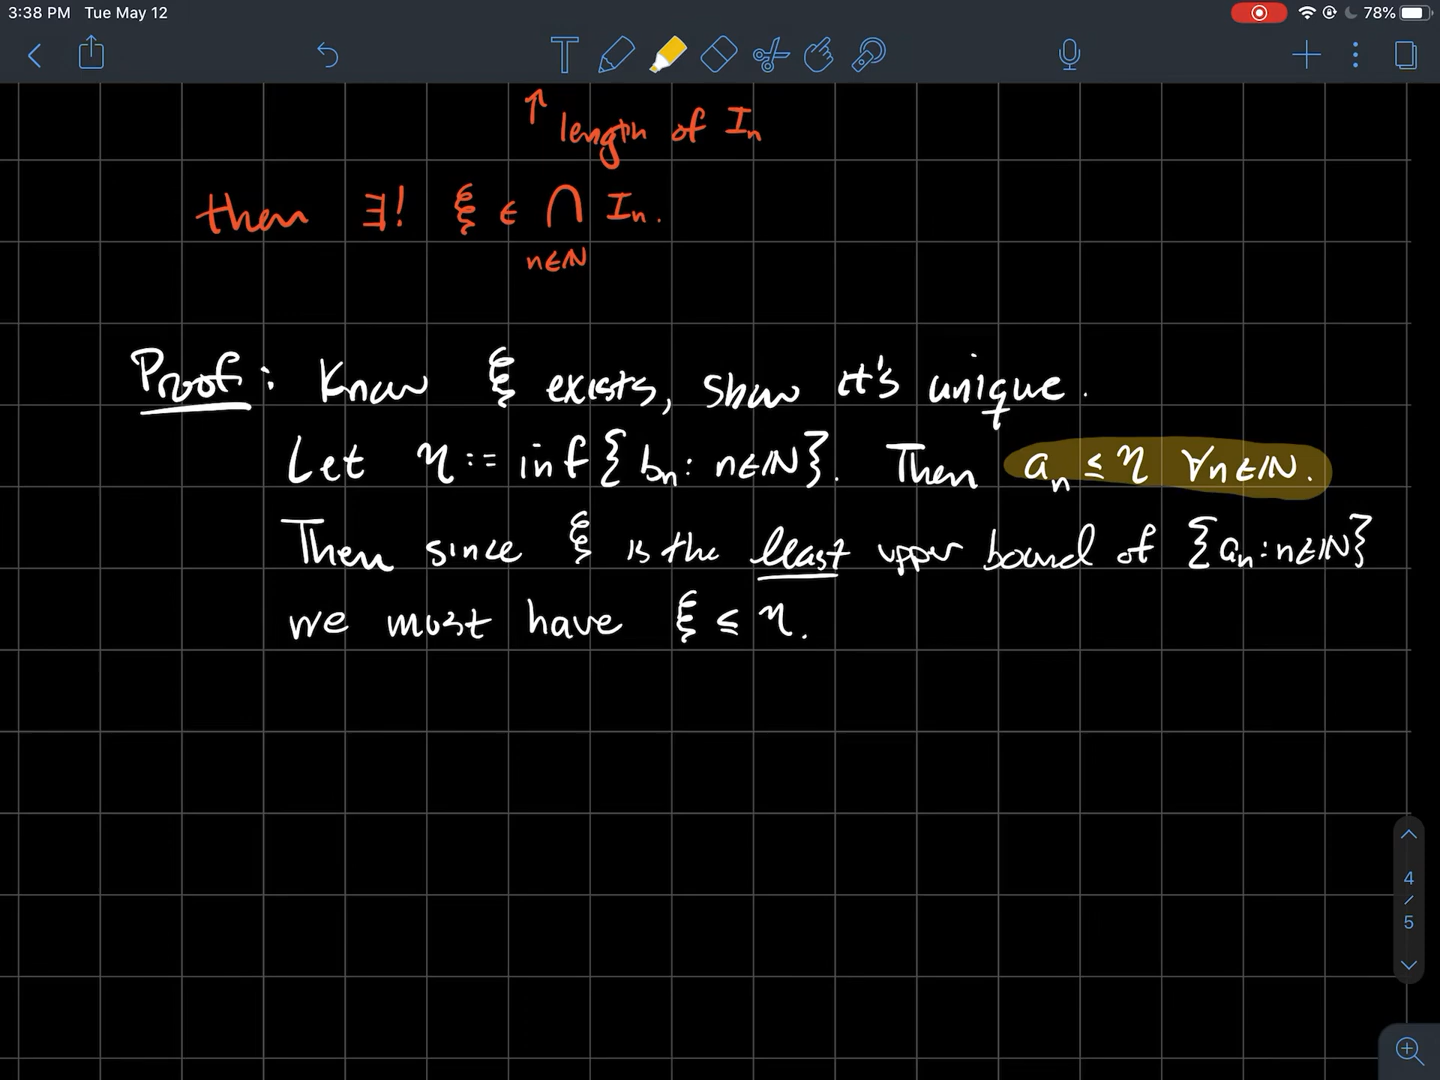 3:38 PM Tue May 12
78%
↑ length of Iₙ
then ∃! ξ ∈ ⋂ Iₙ.
n∈ℕ
Proof: Know ξ exists, show it's unique.
Let η := inf{bₙ : n∈ℕ}. Then aₙ ≤ η ∀n∈ℕ.
Then since ξ is the least upper bound of {aₙ : n∈ℕ}
we must have ξ ≤ η.
4
/
5